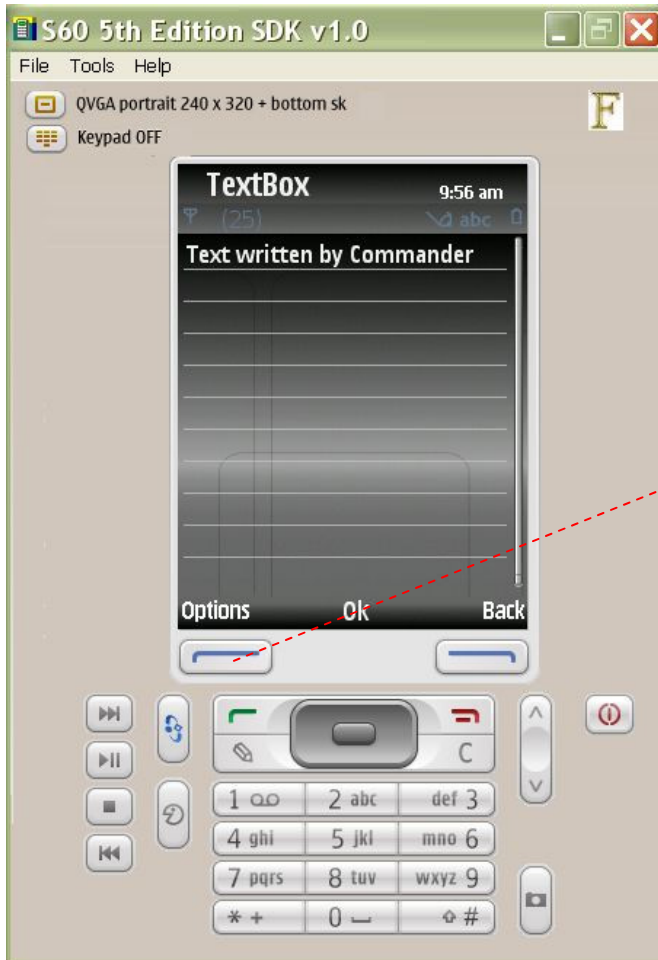 S60 5th Edition SDK v1.0
File Tools Help
QVGA portrait 240 x 320 + bottom sk
F
Keypad OFF
TextBox
9:56 am
(25)
abc
Text written by Commander
Options Ok Back
C
1 2 abc def 3
4 ghi 5 jkl mno 6
7 pqrs 8 tuv wxyz 9
* + 0 #